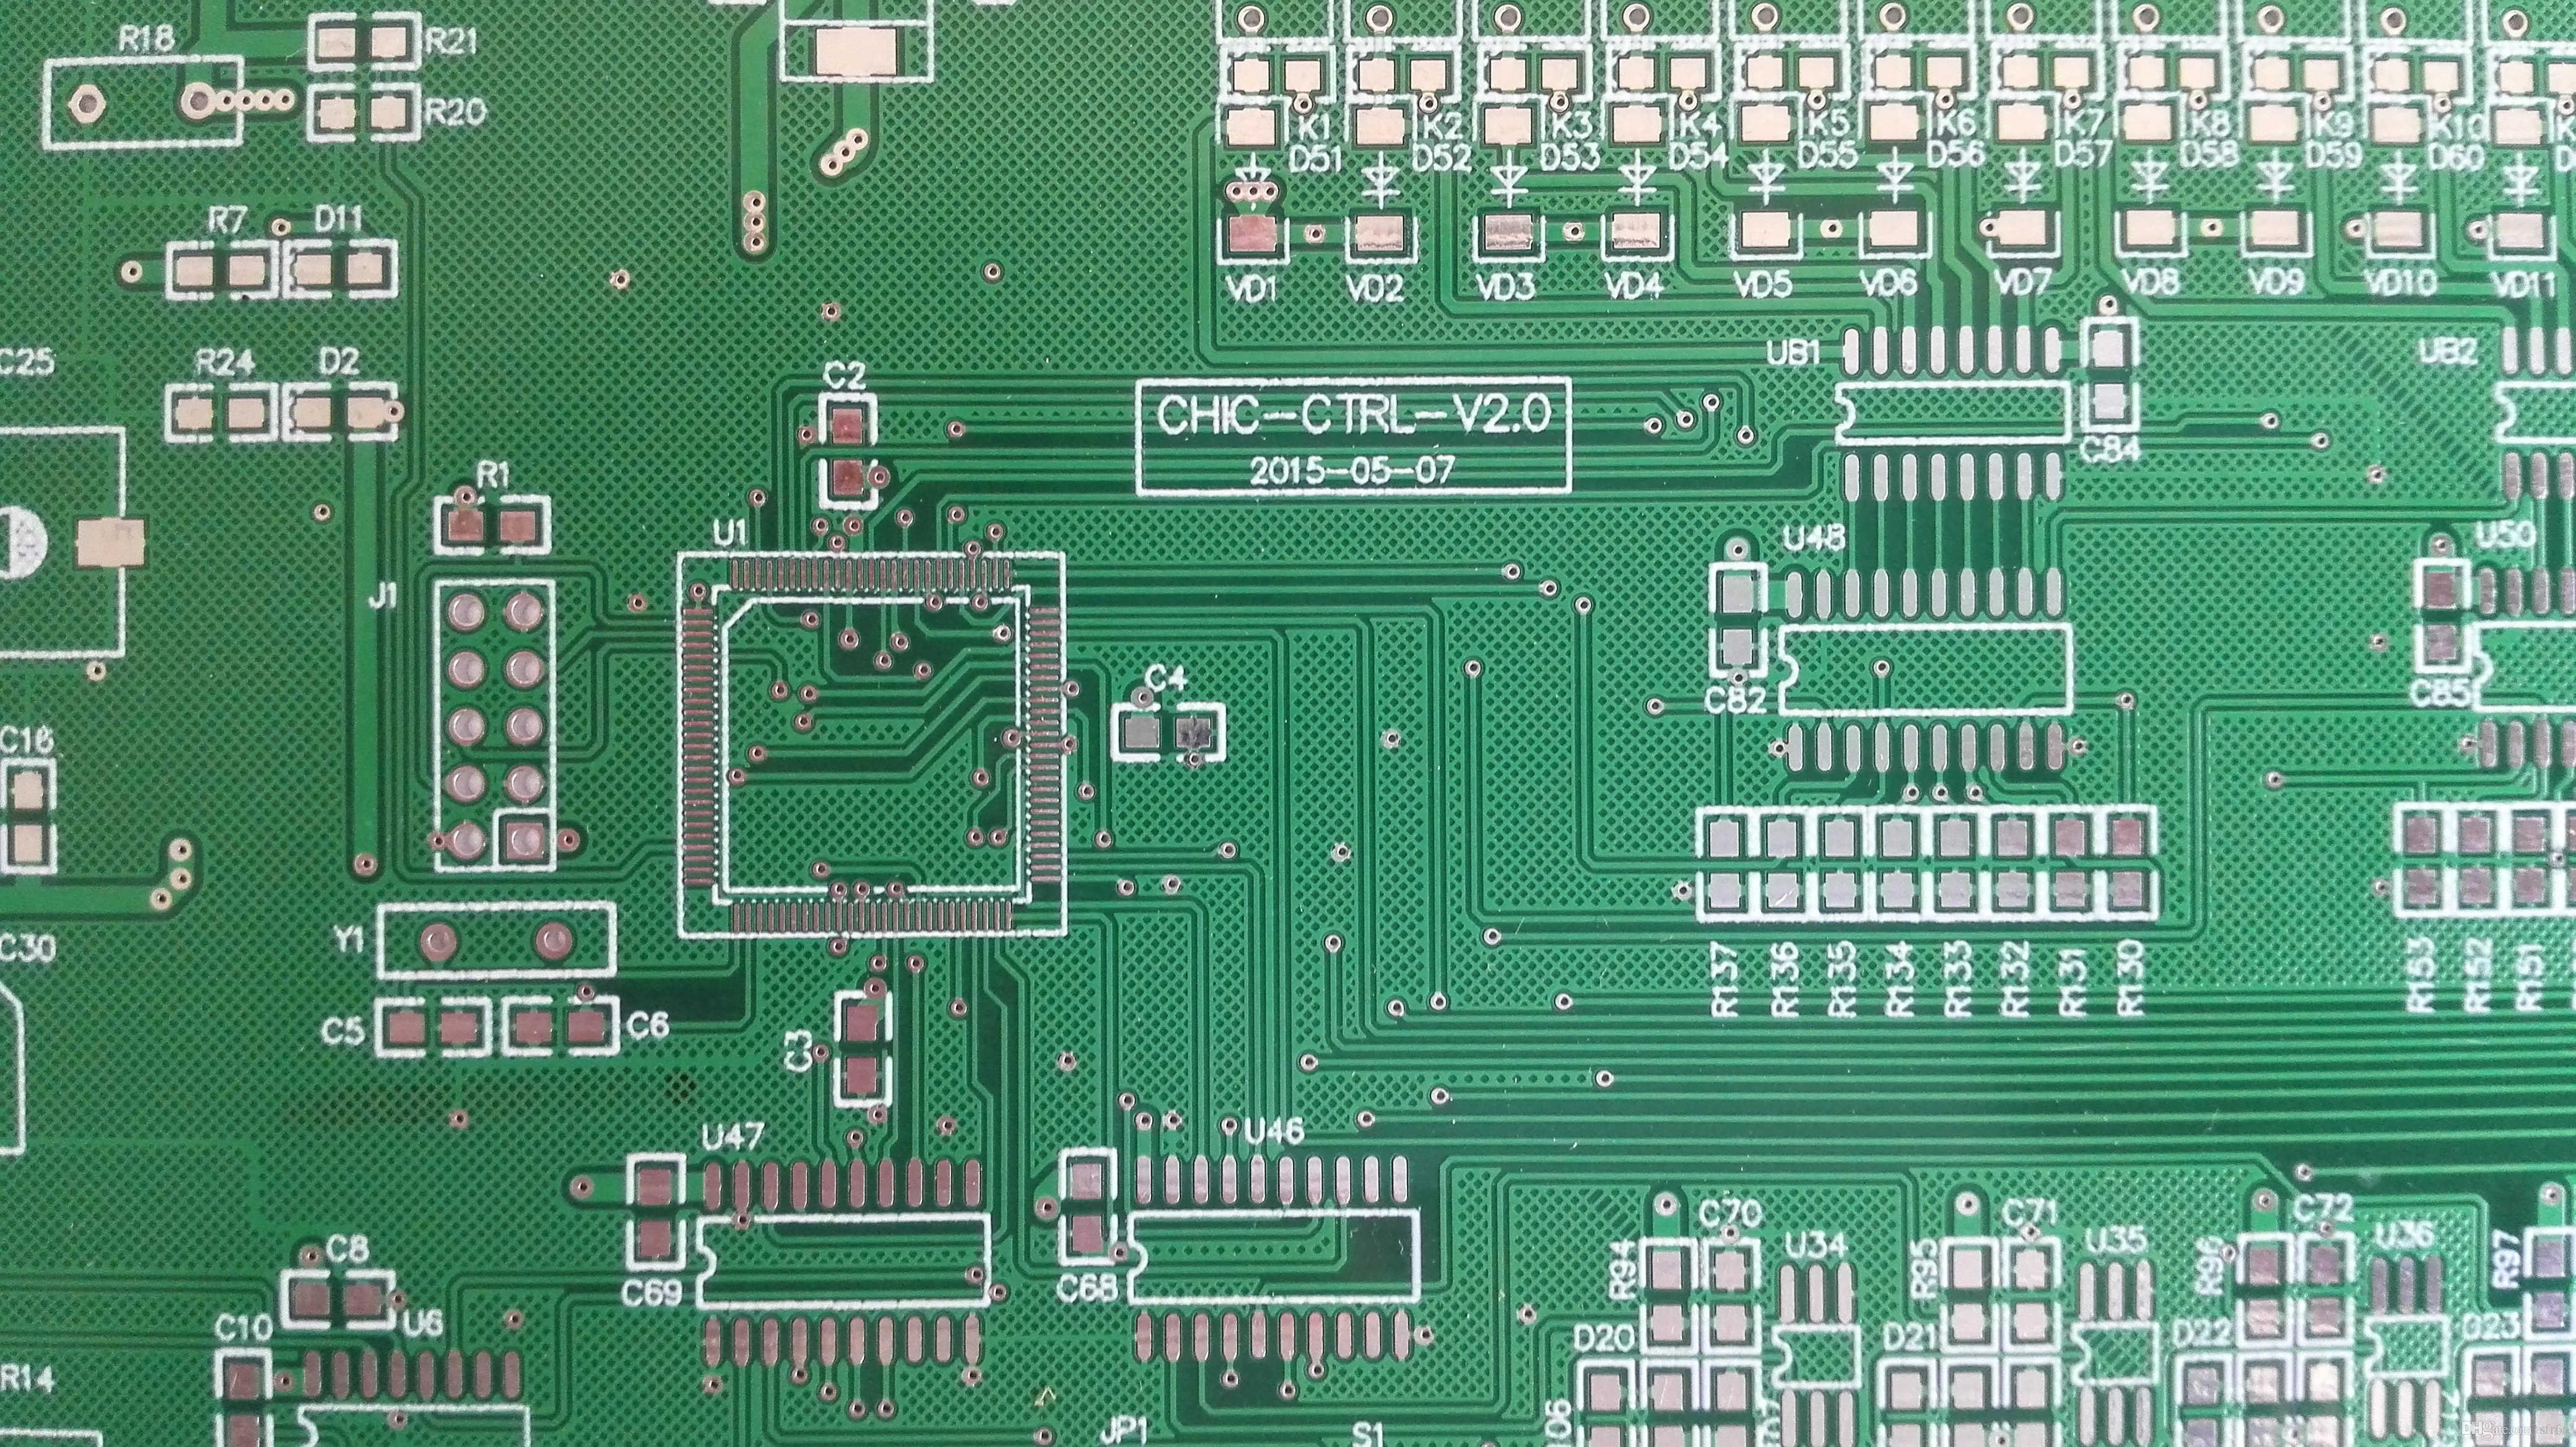 R18
R21
R20
K1 K2 K3 K4 K5 K6 K7 K8 K9 K10
D51 D52 D53 D54 D55 D56 D57 D58 D59 D60
R7 D11
VD1 VD2 VD3 VD4 VD5 VD6 VD7 VD8 VD9 VD10 VD11
C25 R24 D2
C2
UB1 UB2
CHIC-CTRL-V2.0
C84
2015-05-07
R1
U1 U48 U50
J1
C4
C82 C85
C16
Y1
C30
R137 R136 R135 R134 R133 R132 R131 R130 R153 R152 R151
C5 C6
C3
U47 U46
C70 C71 C72
U34 U35 U36
C8
R94 R95 R96 R97
C69 C68
C10 U6
D20 D21 D22 D23
R14
JP1 S1